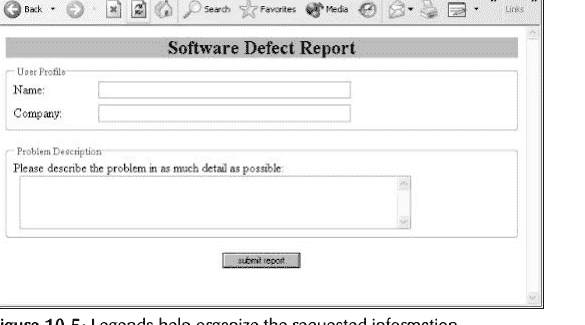 Back Search Favorites Media Links
Software Defect Report
User Profile
Name:
Company:
Problem Description
Please describe the problem in as much detail as possible:
submit report
Figure 10-5: Legends help organize the requested information